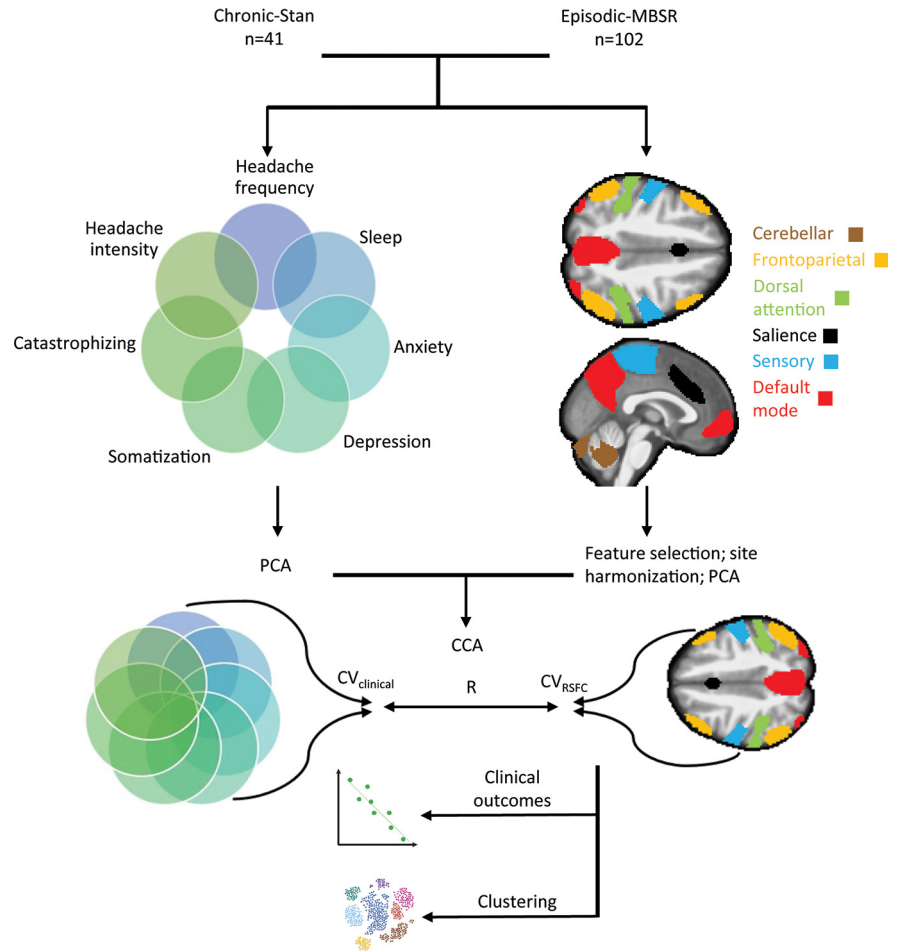 Chronic-Stan
n=41
Episodic-MBSR
n=102
Headache
frequency
Headache
intensity
Sleep
Catastrophizing
Anxiety
Somatization
Depression
Cerebellar
Frontoparietal
Dorsal
attention
Salience
Sensory
Default
mode
PCA
Feature selection; site
harmonization; PCA
CCA
CVclinical
R
CVRSFC
Clinical
outcomes
Clustering